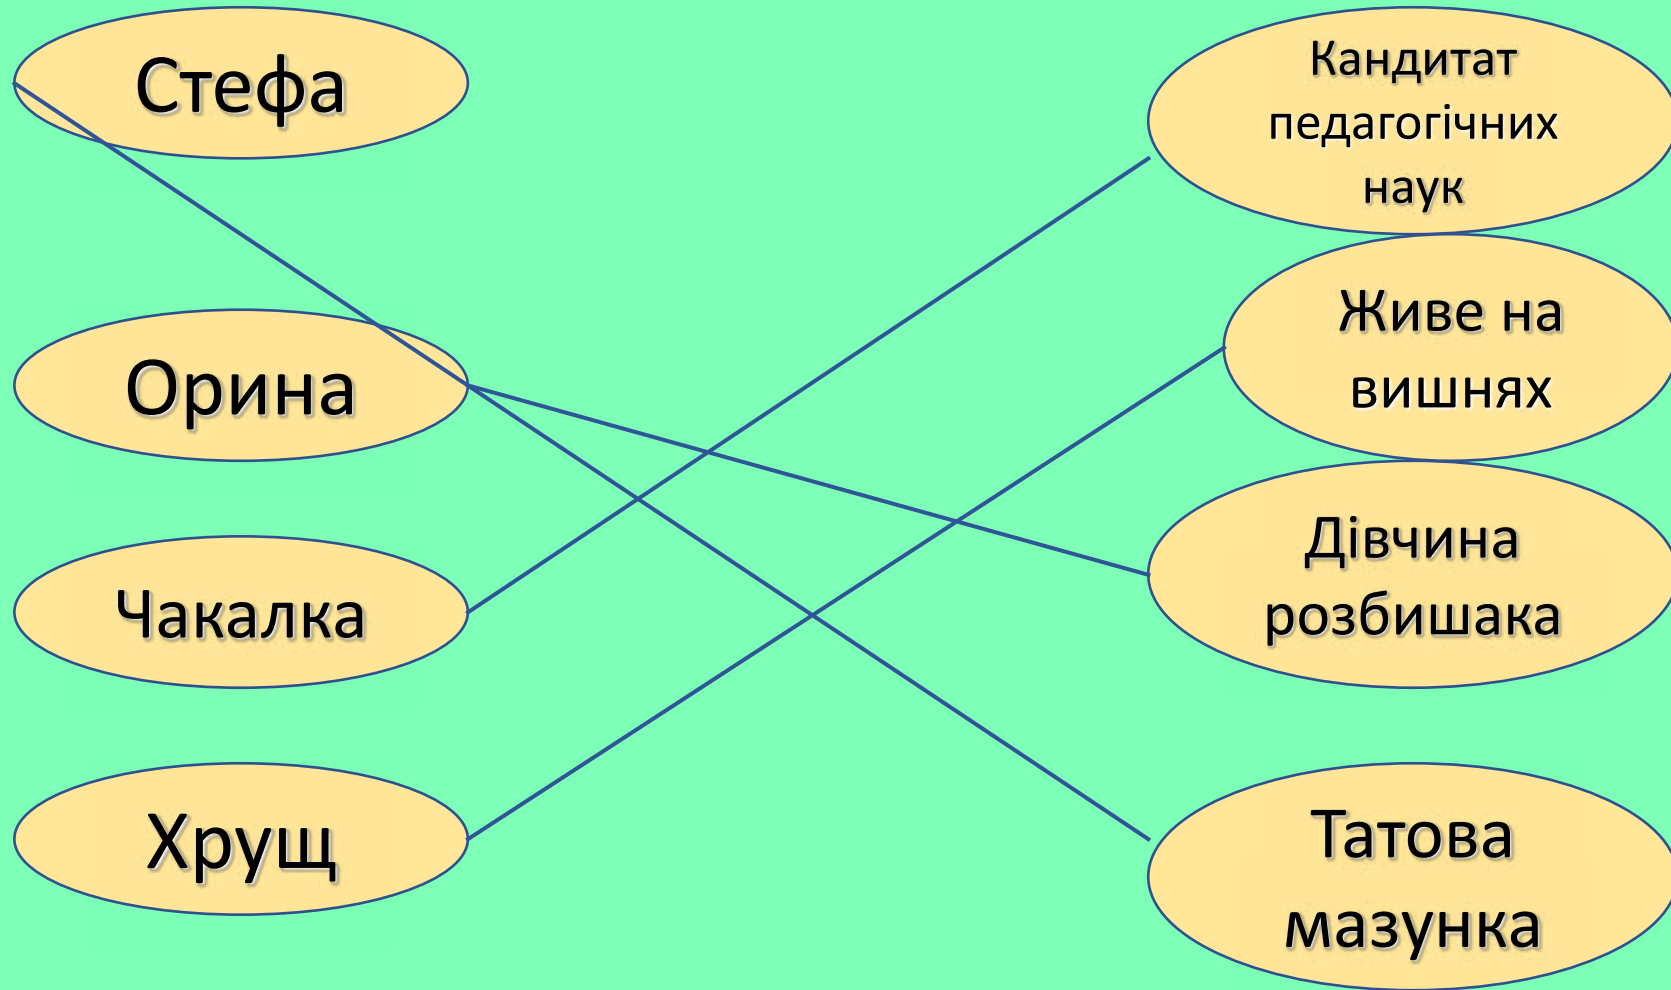 Стефа
Орина
Чакалка
Хрущ
Кандитат
педагогічних
наук
Живе на
вишнях
Дівчина
розбишака
Татова
мазунка